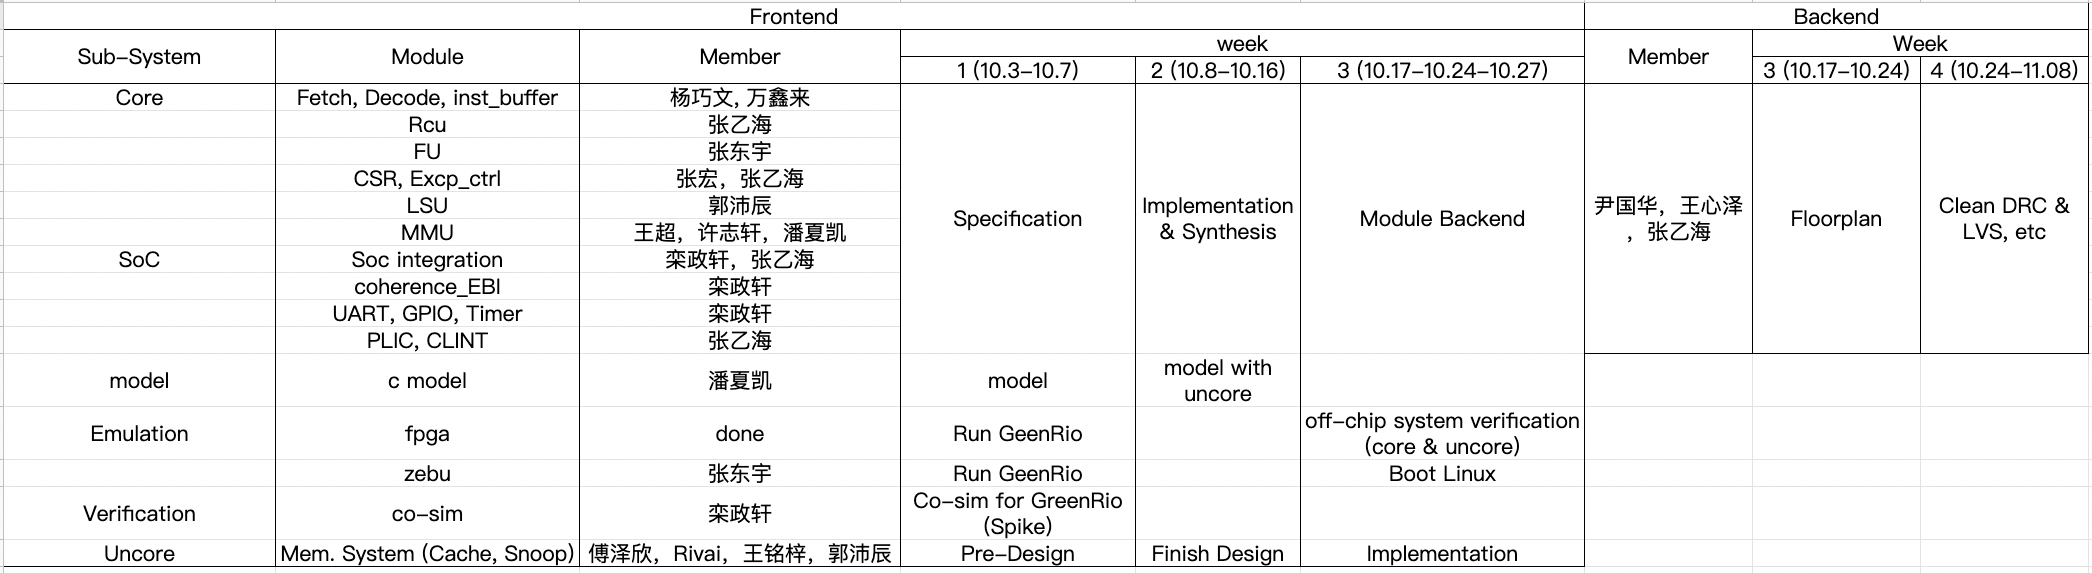 Frontend Backend
Sub-System Module Member week Member Week
1 (10.3-10.7) 2 (10.8-10.16) 3 (10.17-10.24-10.27) 3 (10.17-10.24) 4 (10.24-11.08)
Core Fetch, Decode, inst_buffer 杨巧文, 万鑫来
Rcu 张乙海
FU 张东宇
CSR, Excp_ctrl 张宏，张乙海
LSU 郭沛辰
MMU 王超，许志轩，潘夏凯
Specification Implementation Module Backend 尹国华，王心泽 Floorplan Clean DRC &
& Synthesis ，张乙海 LVS, etc
SoC Soc integration 栾政轩，张乙海
coherence_EBI 栾政轩
UART, GPIO, Timer 栾政轩
PLIC, CLINT 张乙海
model c model 潘夏凯 model model with
uncore
Emulation fpga done Run GeenRio off-chip system verification
(core & uncore)
zebu 张东宇 Run GeenRio Boot Linux
Verification co-sim 栾政轩 Co-sim for GreenRio
(Spike)
Uncore Mem. System (Cache, Snoop) 傅泽欣，Rivai，王铭梓，郭沛辰 Pre-Design Finish Design Implementation